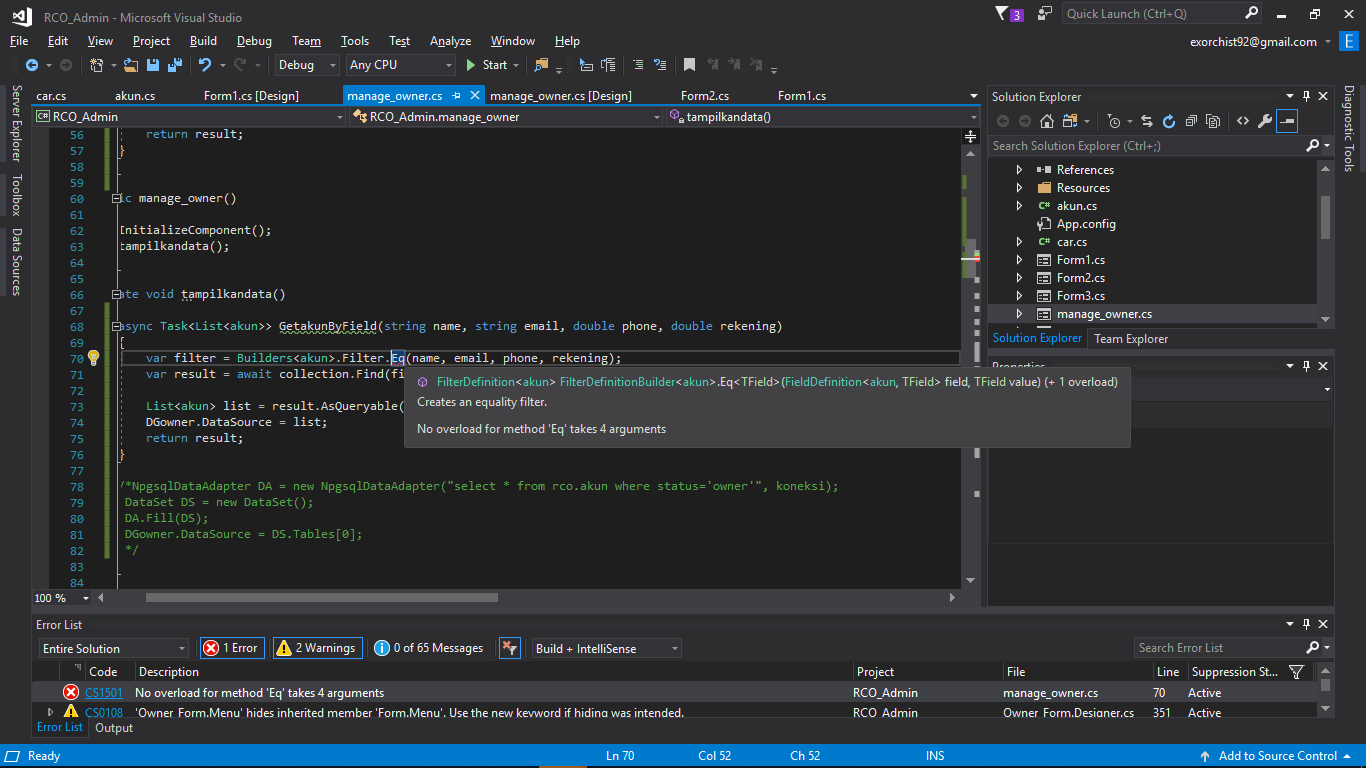 RCO_Admin - Microsoft Visual Studio
3
Quick Launch (Ctrl+Q)
File Edit View Project Build Debug Team Tools Test Analyze Window Help
exorchist92@gmail.com E
Debug Any CPU Start
Server Explorer
Toolbox
Data Sources
car.cs akun.cs Form1.cs [Design] manage_owner.cs manage_owner.cs [Design] Form2.cs Form1.cs
RCO_Admin RCO_Admin.manage_owner tampilkandata()
56 return result;
57 }
58
59
60 ic manage_owner()
61
62 InitializeComponent();
63 tampilkandata();
64
65
66 ate void tampilkandata()
67
68 async Task<List<akun>> GetakunByField(string name, string email, double phone, double rekening)
69 {
70 var filter = Builders<akun>.Filter.Eq(name, email, phone, rekening);
71 var result = await collection.Find(fi
72
73 List<akun> list = result.AsQueryable(
74 DGowner.DataSource = list;
75 return result;
76 }
77
78 /*NpgsqlDataAdapter DA = new NpgsqlDataAdapter("select * from rco.akun where status='owner'", koneksi);
79 DataSet DS = new DataSet();
80 DA.Fill(DS);
81 DGowner.DataSource = DS.Tables[0];
82 */
83
84
FilterDefinition<akun> FilterDefinitionBuilder<akun>.Eq<TField>(FieldDefinition<akun, TField> field, TField value) (+ 1 overload)
Creates an equality filter.
No overload for method 'Eq' takes 4 arguments
100 %
Solution Explorer
Search Solution Explorer (Ctrl+;)
References
Resources
akun.cs
App.config
car.cs
Form1.cs
Form2.cs
Form3.cs
manage_owner.cs
Solution Explorer Team Explorer
Properties
Diagnostic Tools
Error List
Entire Solution 1 Error 2 Warnings 0 of 65 Messages Build + IntelliSense Search Error List
Code Description Project File Line Suppression St...
CS1501 No overload for method 'Eq' takes 4 arguments RCO_Admin manage_owner.cs 70 Active
CS0108 'Owner_Form.Menu' hides inherited member 'Form.Menu'. Use the new keyword if hiding was intended. RCO_Admin Owner_Form.Designer.cs 351 Active
Error List Output
Ready Ln 70 Col 52 Ch 52 INS Add to Source Control